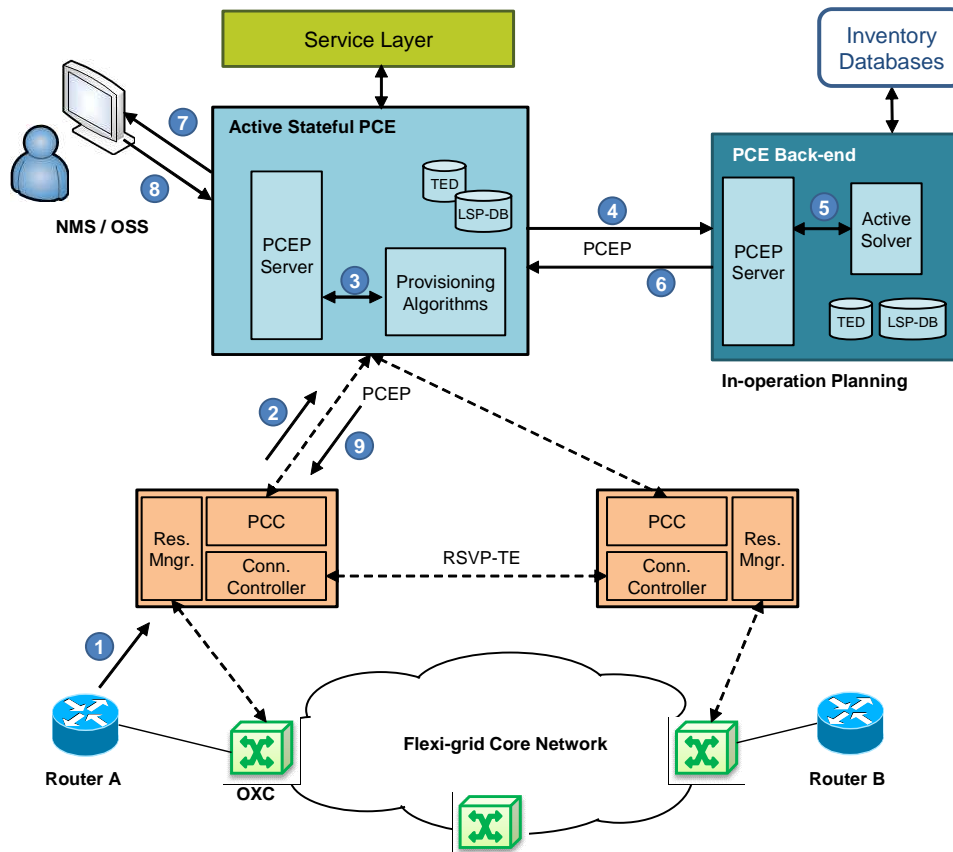 Service Layer
Inventory
Databases
7
8
NMS / OSS
Active Stateful PCE
TED
LSP-DB
PCEP
Server
3
Provisioning
Algorithms
4
PCEP
6
PCE Back-end
PCEP
Server
5
Active
Solver
TED
LSP-DB
In-operation Planning
2
PCEP
9
Res.
Mngr.
PCC
Conn.
Controller
RSVP-TE
PCC
Conn.
Controller
Res.
Mngr.
1
Router A
OXC
Flexi-grid Core Network
Router B